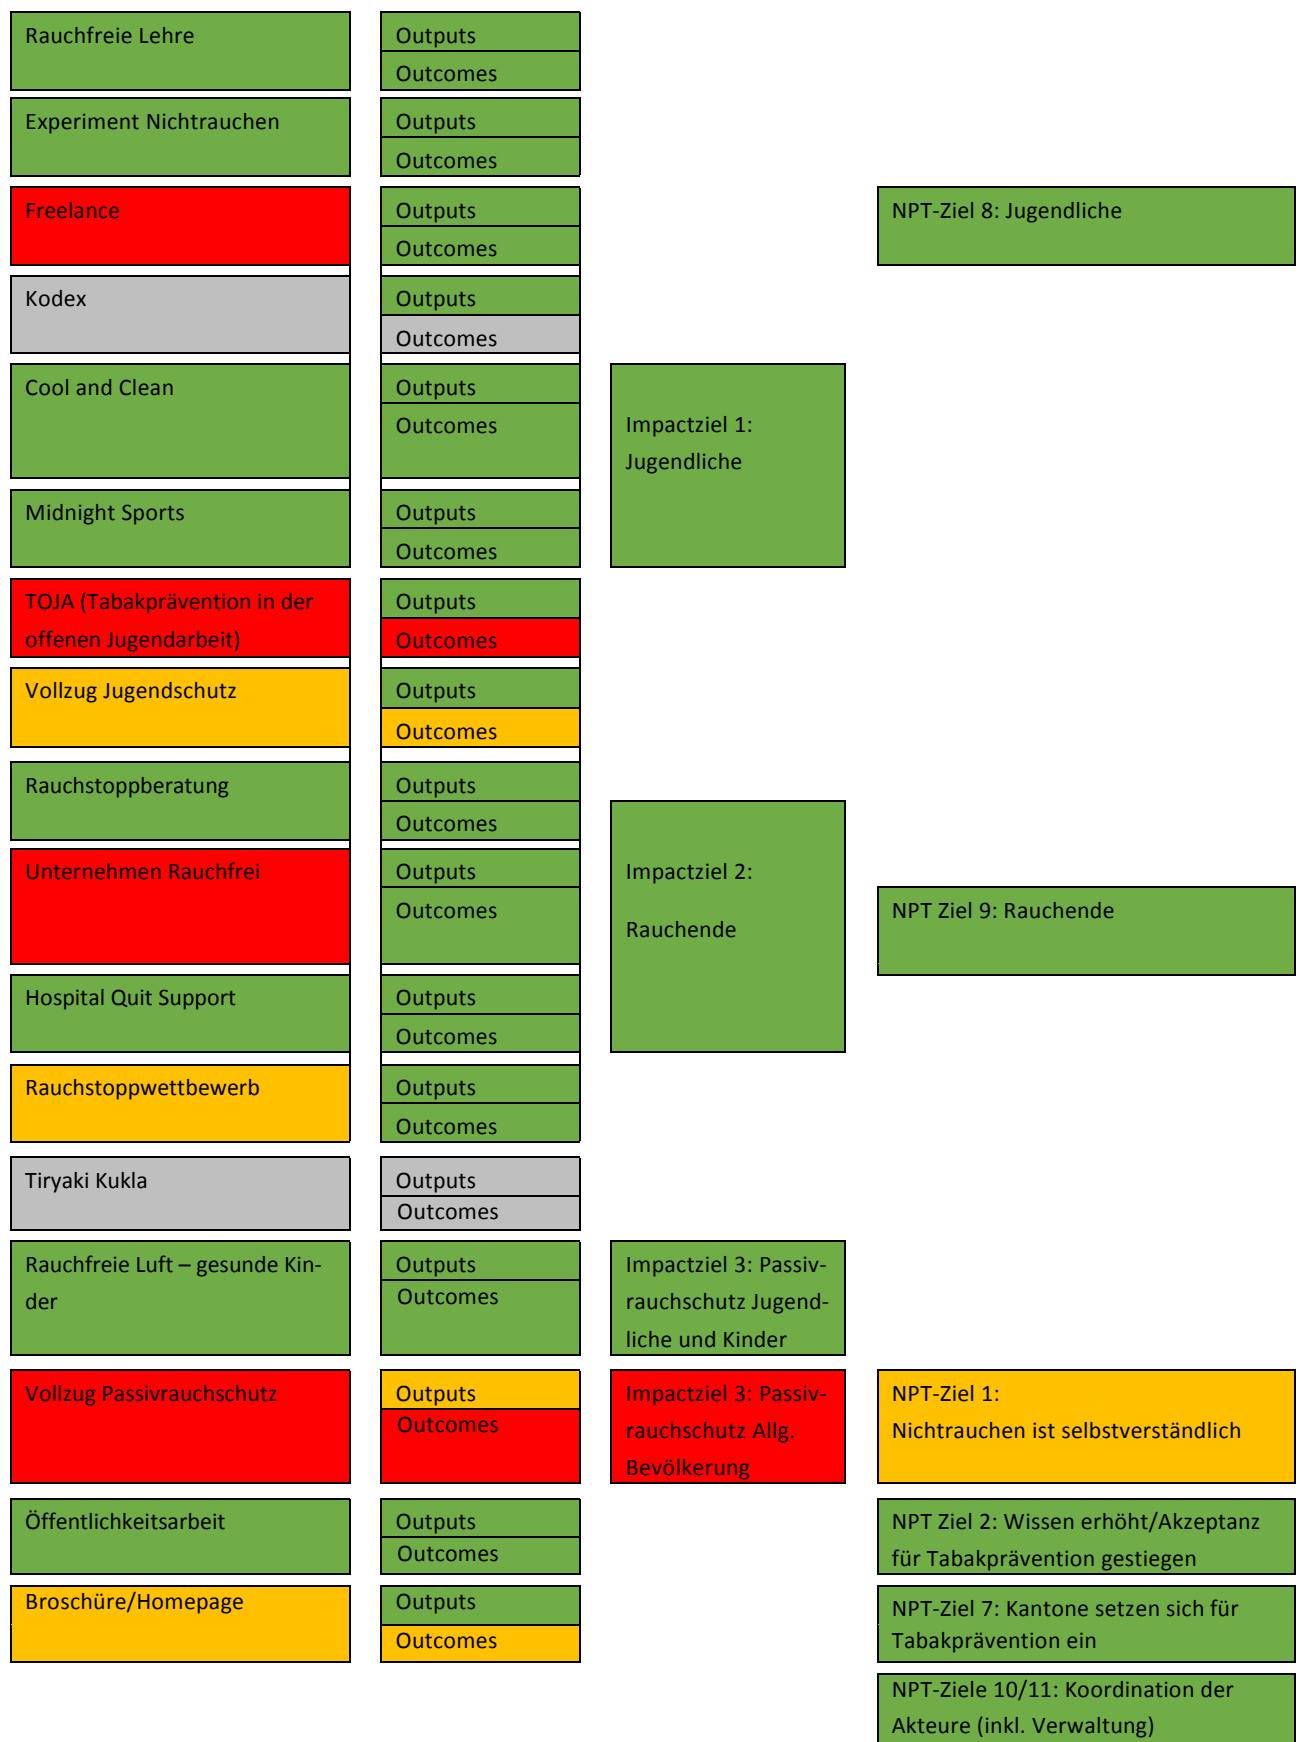 Rauchfreie Lehre
Outputs
Outcomes
Experiment Nichtrauchen
Outputs
Outcomes
Freelance
Outputs
Outcomes
NPT-Ziel 8: Jugendliche
Kodex
Outputs
Outcomes
Cool and Clean
Outputs
Outcomes
Impactziel 1:
Jugendliche
Midnight Sports
Outputs
Outcomes
TOJA (Tabakprävention in der
offenen Jugendarbeit)
Outputs
Outcomes
Vollzug Jugendschutz
Outputs
Outcomes
Rauchstoppberatung
Outputs
Outcomes
Unternehmen Rauchfrei
Outputs
Outcomes
Impactziel 2:
Rauchende
NPT Ziel 9: Rauchende
Hospital Quit Support
Outputs
Outcomes
Rauchstoppwettbewerb
Outputs
Outcomes
Tiryaki Kukla
Outputs
Outcomes
Rauchfreie Luft – gesunde Kin-
der
Outputs
Outcomes
Impactziel 3: Passiv-
rauchschutz Jugend-
liche und Kinder
Vollzug Passivrauchschutz
Outputs
Outcomes
Impactziel 3: Passiv-
rauchschutz Allg.
Bevölkerung
NPT-Ziel 1:
Nichtrauchen ist selbstverständlich
Öffentlichkeitsarbeit
Outputs
Outcomes
NPT Ziel 2: Wissen erhöht/Akzeptanz
für Tabakprävention gestiegen
Broschüre/Homepage
Outputs
Outcomes
NPT-Ziel 7: Kantone setzen sich für
Tabakprävention ein
NPT-Ziele 10/11: Koordination der
Akteure (inkl. Verwaltung)